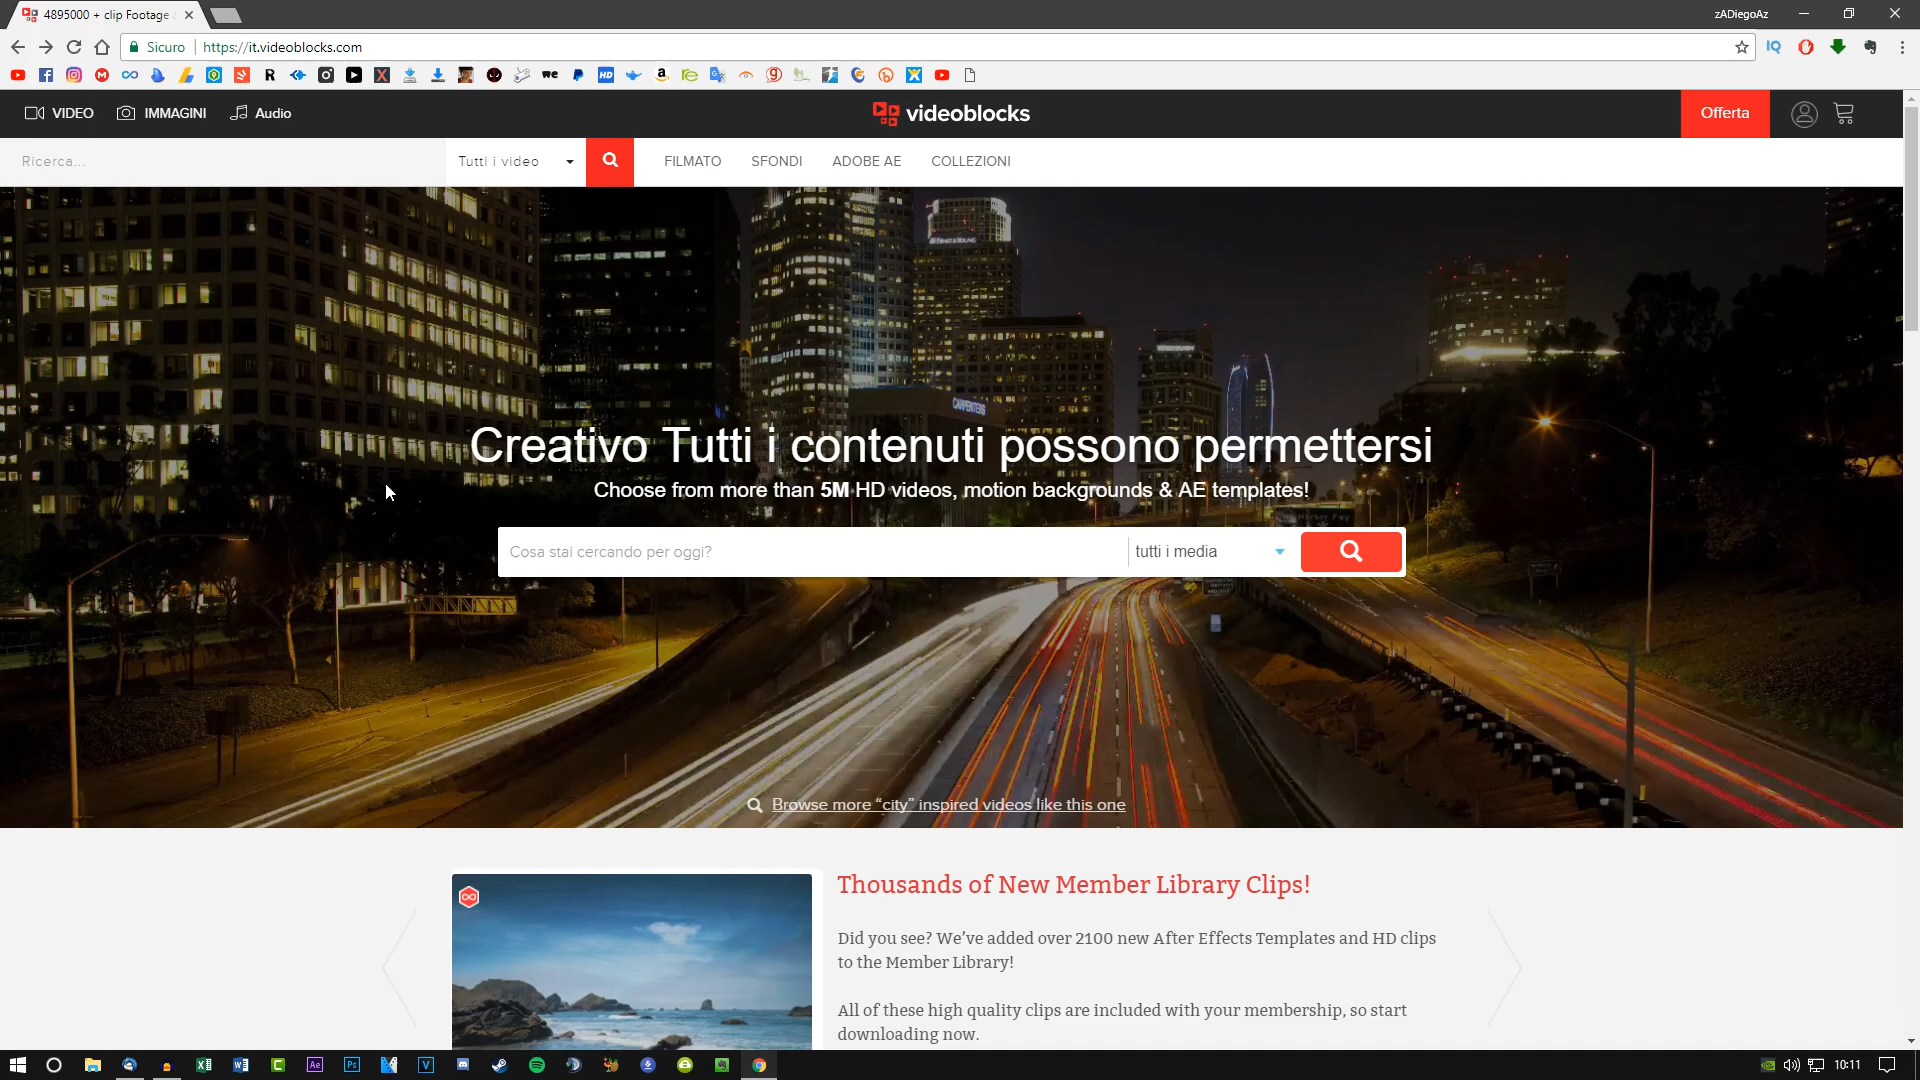 4895000 + clip Footage
zADiegoAz
Sicuro
https://it.videoblocks.com
VIDEO
IMMAGINI
Audio
videoblocks
Offerta
Ricerca...
Tutti i video
FILMATO
SFONDI
ADOBE AE
COLLEZIONI
CARPENTERS
Creativo Tutti i contenuti possono permettersi
Choose from more than 5M HD videos, motion backgrounds & AE templates!
Cosa stai cercando per oggi?
tutti i media
Browse more “city” inspired videos like this one
Thousands of New Member Library Clips!
Did you see? We’ve added over 2100 new After Effects Templates and HD clips
to the Member Library!
All of these high quality clips are included with your membership, so start
downloading now.
10:11